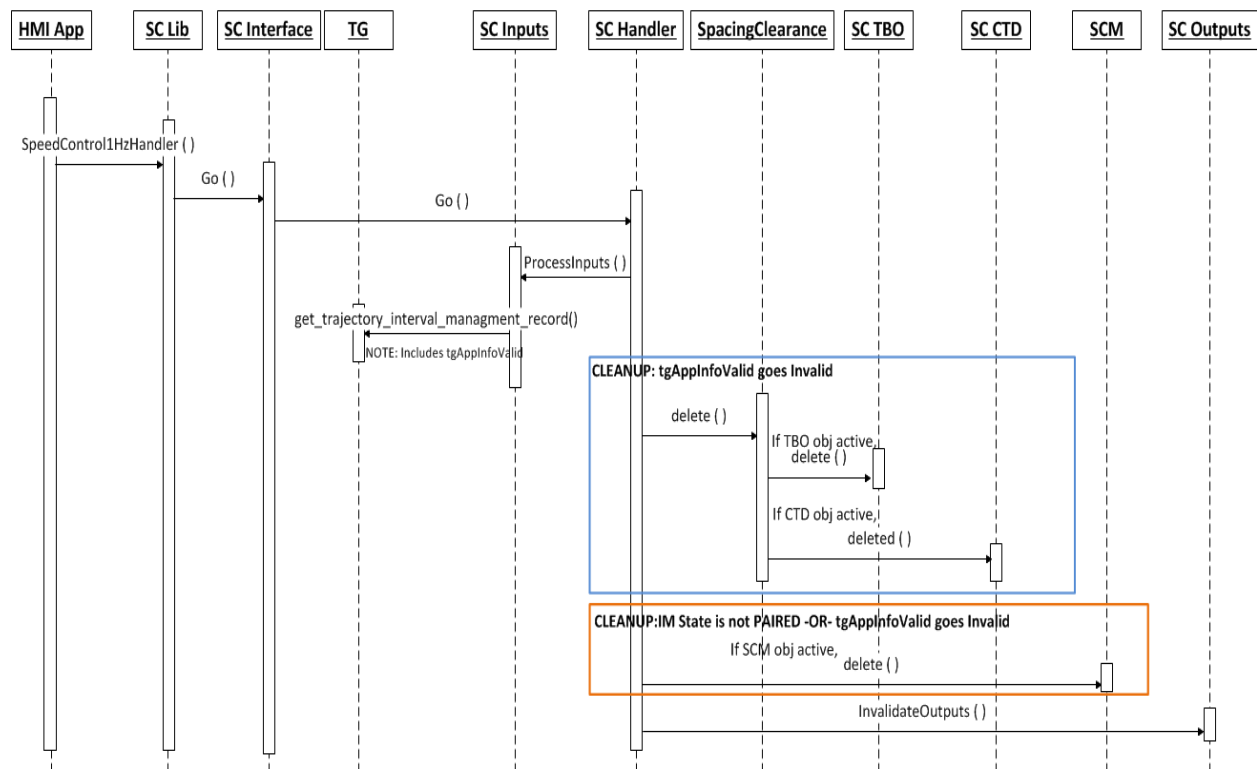 HMI App
SC Lib
SC Interface
TG
SC Inputs
SC Handler
SpacingClearance
SC TBO
SC CTD
SCM
SC Outputs
SpeedControl1HzHandler ( )
Go ( )
Go ( )
ProcessInputs ( )
get_trajectory_interval_managment_record()
NOTE: Includes tgAppInfoValid
CLEANUP: tgAppInfoValid goes Invalid
delete ( )
If TBO obj active,
delete ( )
If CTD obj active,
deleted ( )
CLEANUP:IM State is not PAIRED -OR- tgAppInfoValid goes Invalid
If SCM obj active,
delete ( )
InvalidateOutputs ( )